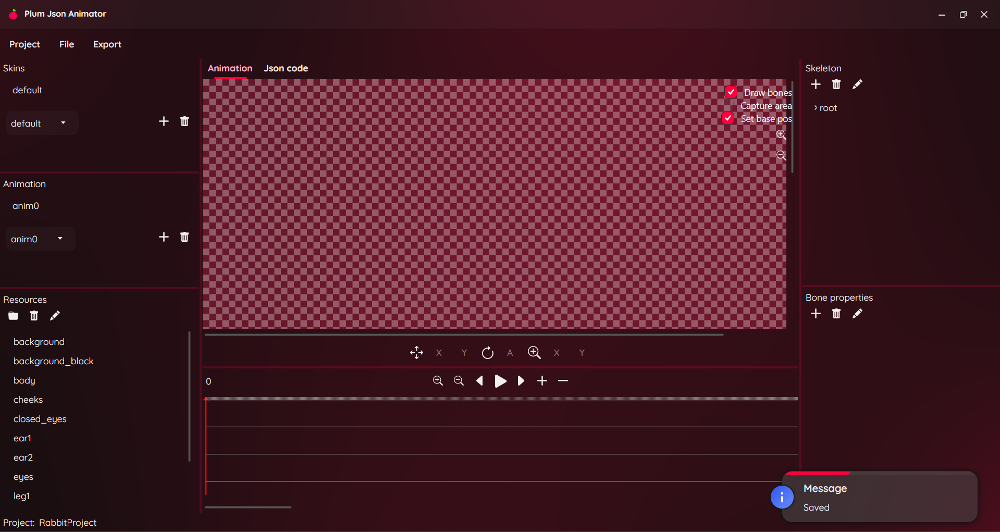 Plum Json Animator
Project File Export
Skins
default
default
Animation
anim0
anim0
Resources
background
background_black
body
cheeks
closed_eyes
ear1
ear2
eyes
leg1
Project: RabbitProject
Animation Json code
Draw bones
Capture area
Set base pos
X Y A X Y
0
Skeleton
root
Bone properties
Message
Saved